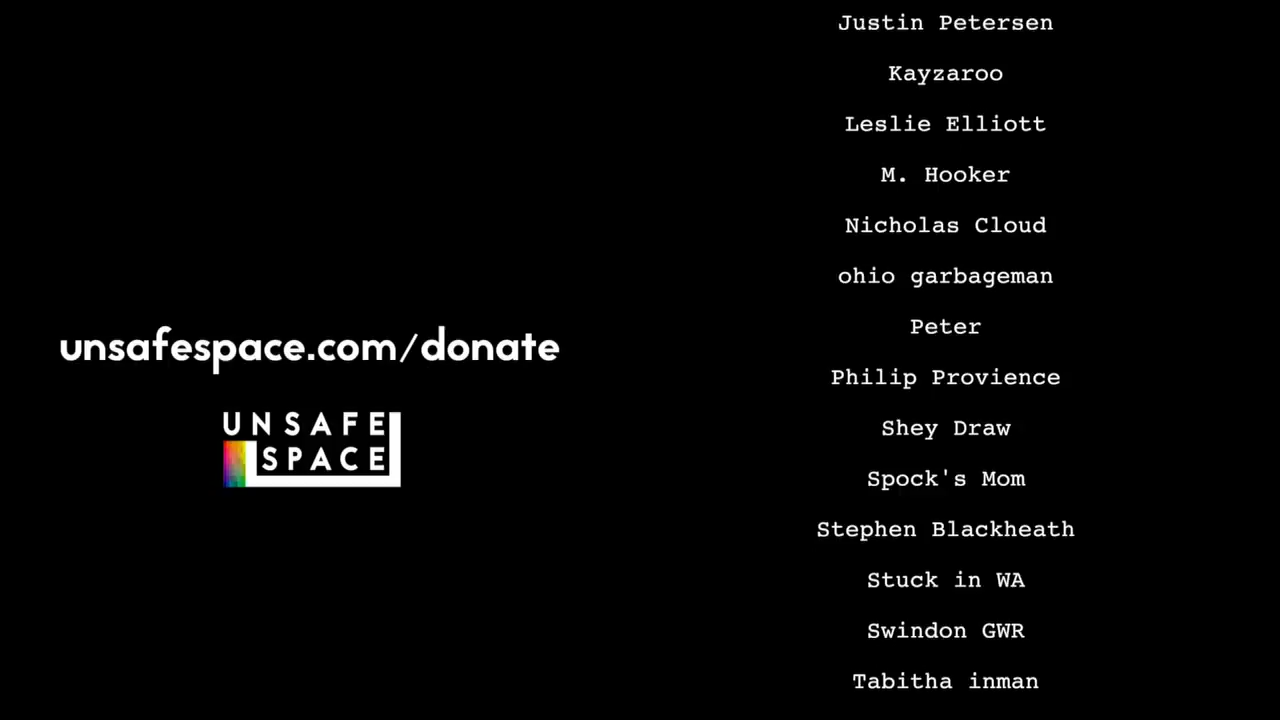 unsafespace.com/donate
UNSAFE
SPACE
Justin Petersen
Kayzaroo
Leslie Elliott
M. Hooker
Nicholas Cloud
ohio garbageman
Peter
Philip Provience
Shey Draw
Spock's Mom
Stephen Blackheath
Stuck in WA
Swindon GWR
Tabitha inman